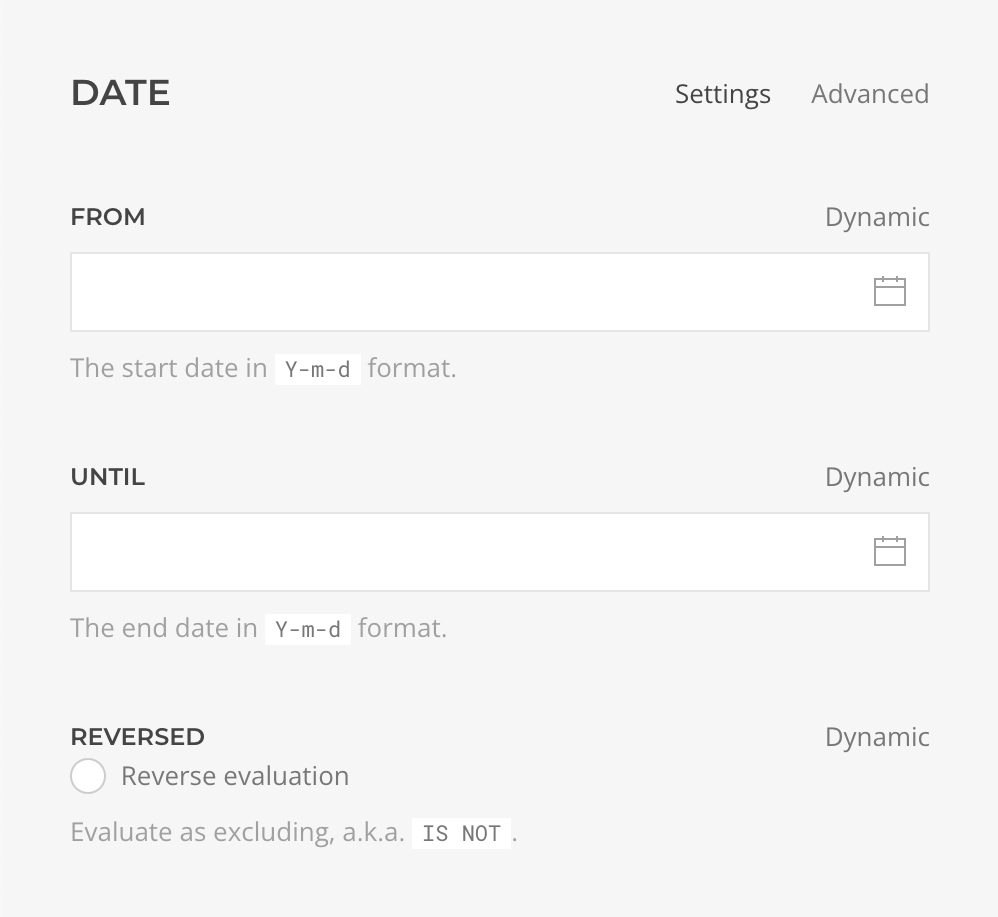 DATE Settings Advanced
FROM Dynamic
The start date in Y-m-d format.
UNTIL Dynamic
The end date in Y-m-d format.
REVERSED Dynamic
Reverse evaluation
Evaluate as excluding, a.k.a. IS NOT.